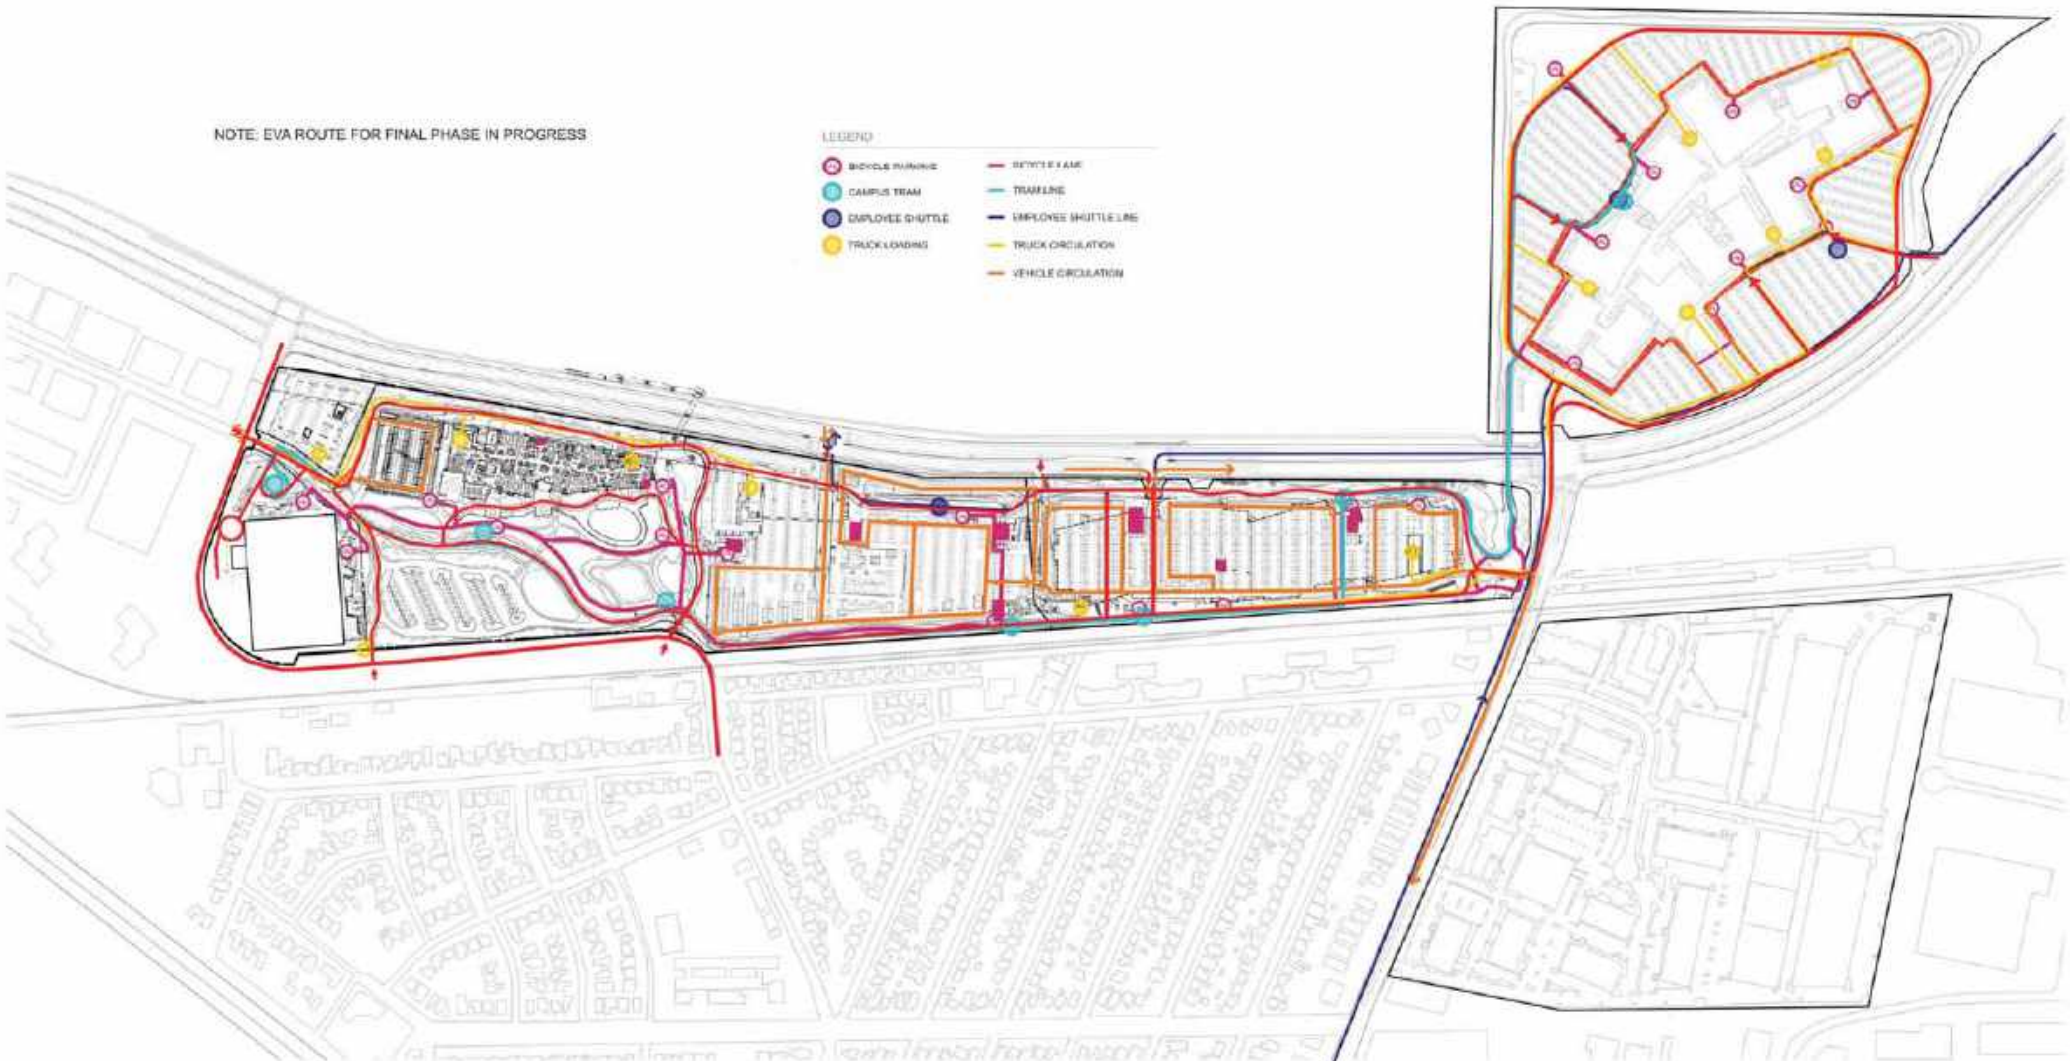 NOTE: EVA ROUTE FOR FINAL PHASE IN PROGRESS
LEGEND
BICYCLE PARKING
BICYCLE LANE
CAMPUS TRAM
TRAM LINE
EMPLOYEE SHUTTLE
EMPLOYEE SHUTTLE LINE
TRUCK LOADING
TRUCK CIRCULATION
VEHICLE CIRCULATION